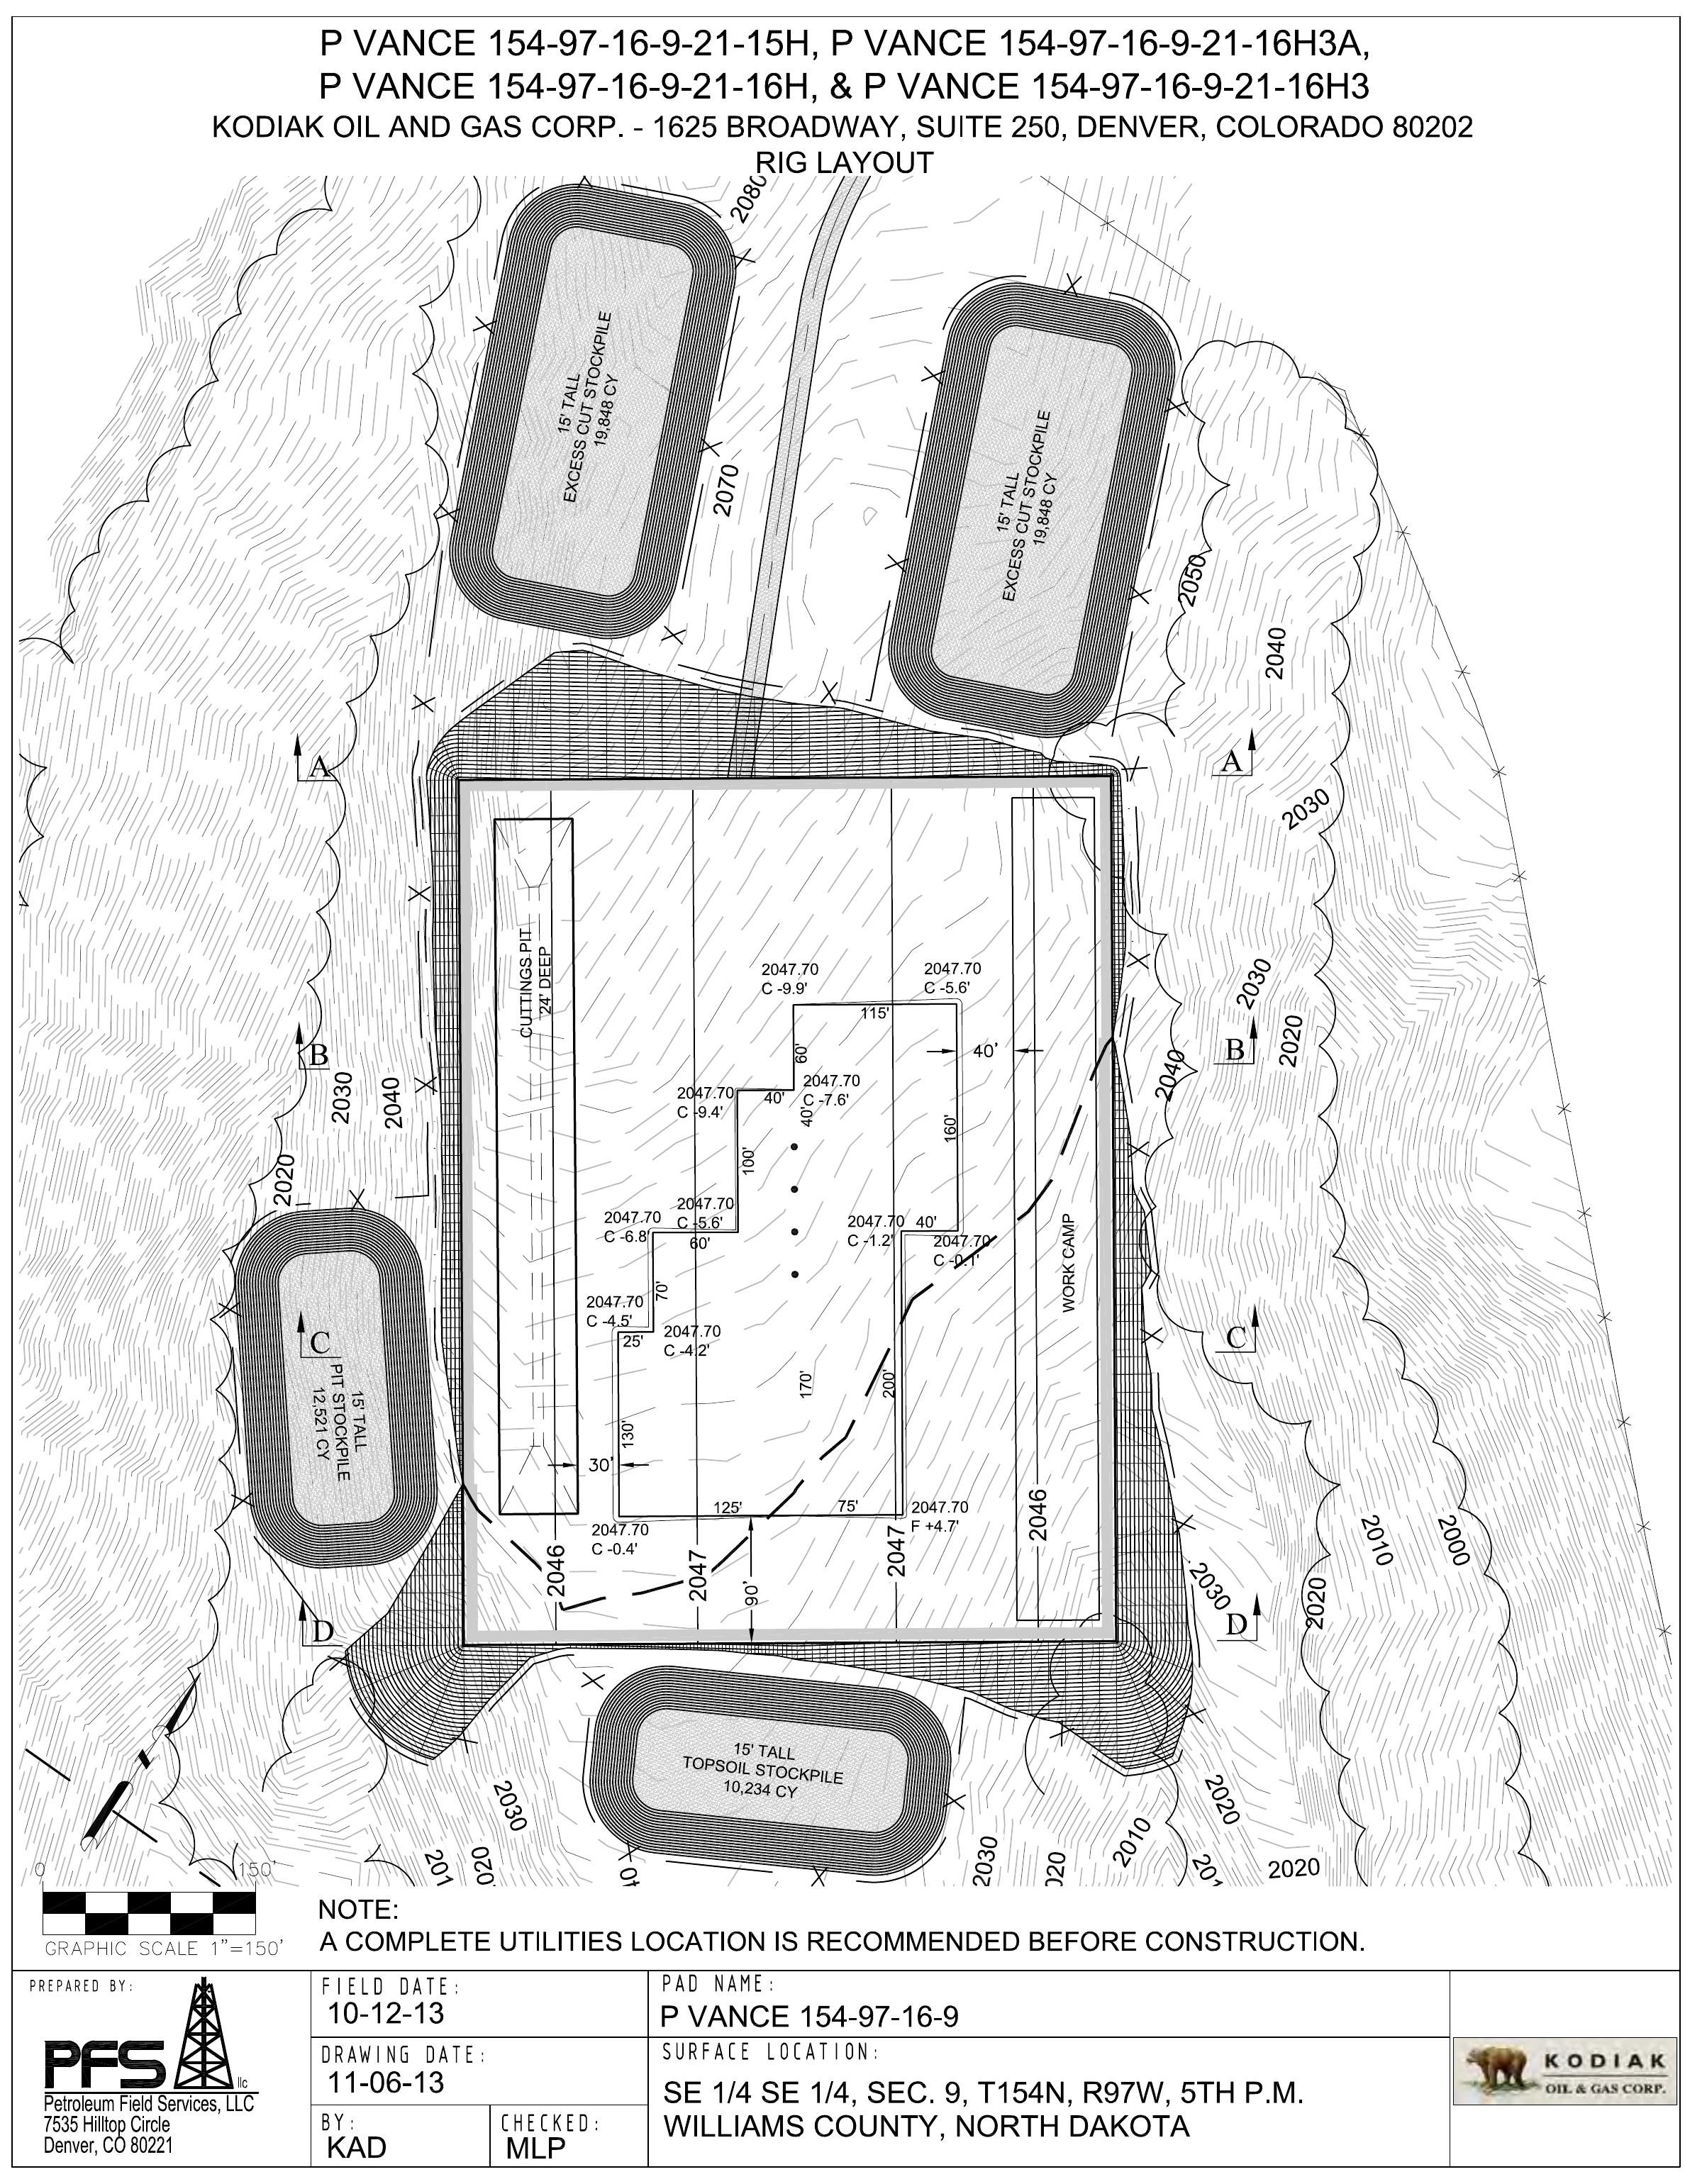 P VANCE 154-97-16-9-21-15H, P VANCE 154-97-16-9-21-16H3A,
P VANCE 154-97-16-9-21-16H, & P VANCE 154-97-16-9-21-16H3
KODIAK OIL AND GAS CORP. - 1625 BROADWAY, SUITE 250, DENVER, COLORADO 80202
RIG LAYOUT
2080
15' TALL
EXCESS CUT STOCKPILE
19,848 CY
2070
15' TALL
EXCESS CUT STOCKPILE
19,848 CY
2050
2040
A
A
2030
CUTTINGS PIT
24' DEEP
2047.70
C -9.9'
2047.70
C -5.6'
115'
2030
2020
B
B
60'
40'
2040
2030
2040
2047.70
C -9.4'
40'
2047.70
C -7.6'
40'
100'
160'
2020
2047.70
C -6.8'
2047.70
C -5.6'
60'
2047.70
C -1.2'
40'
2047.70
C -0.1'
WORK CAMP
70'
2047.70
C -4.5'
25'
2047.70
C -4.2'
C
C
15' TALL
PIT STOCKPILE
12,521 CY
170'
200'
130'
30'
125'
75'
2047.70
F +4.7'
2047.70
C -0.4'
2046
2047
90'
2047
2046
2010
2000
2030
2020
D
D
15' TALL
TOPSOIL STOCKPILE
10,234 CY
2030
2020
2010
2030
2020
0
150'
GRAPHIC SCALE 1"=150'
NOTE:
A COMPLETE UTILITIES LOCATION IS RECOMMENDED BEFORE CONSTRUCTION.
PREPARED BY:
PFS
llc
Petroleum Field Services, LLC
7535 Hilltop Circle
Denver, CO 80221
FIELD DATE:
10-12-13
DRAWING DATE:
11-06-13
BY:
KAD
CHECKED:
MLP
PAD NAME:
P VANCE 154-97-16-9
SURFACE LOCATION:
SE 1/4 SE 1/4, SEC. 9, T154N, R97W, 5TH P.M.
WILLIAMS COUNTY, NORTH DAKOTA
KODIAK
OIL & GAS CORP.